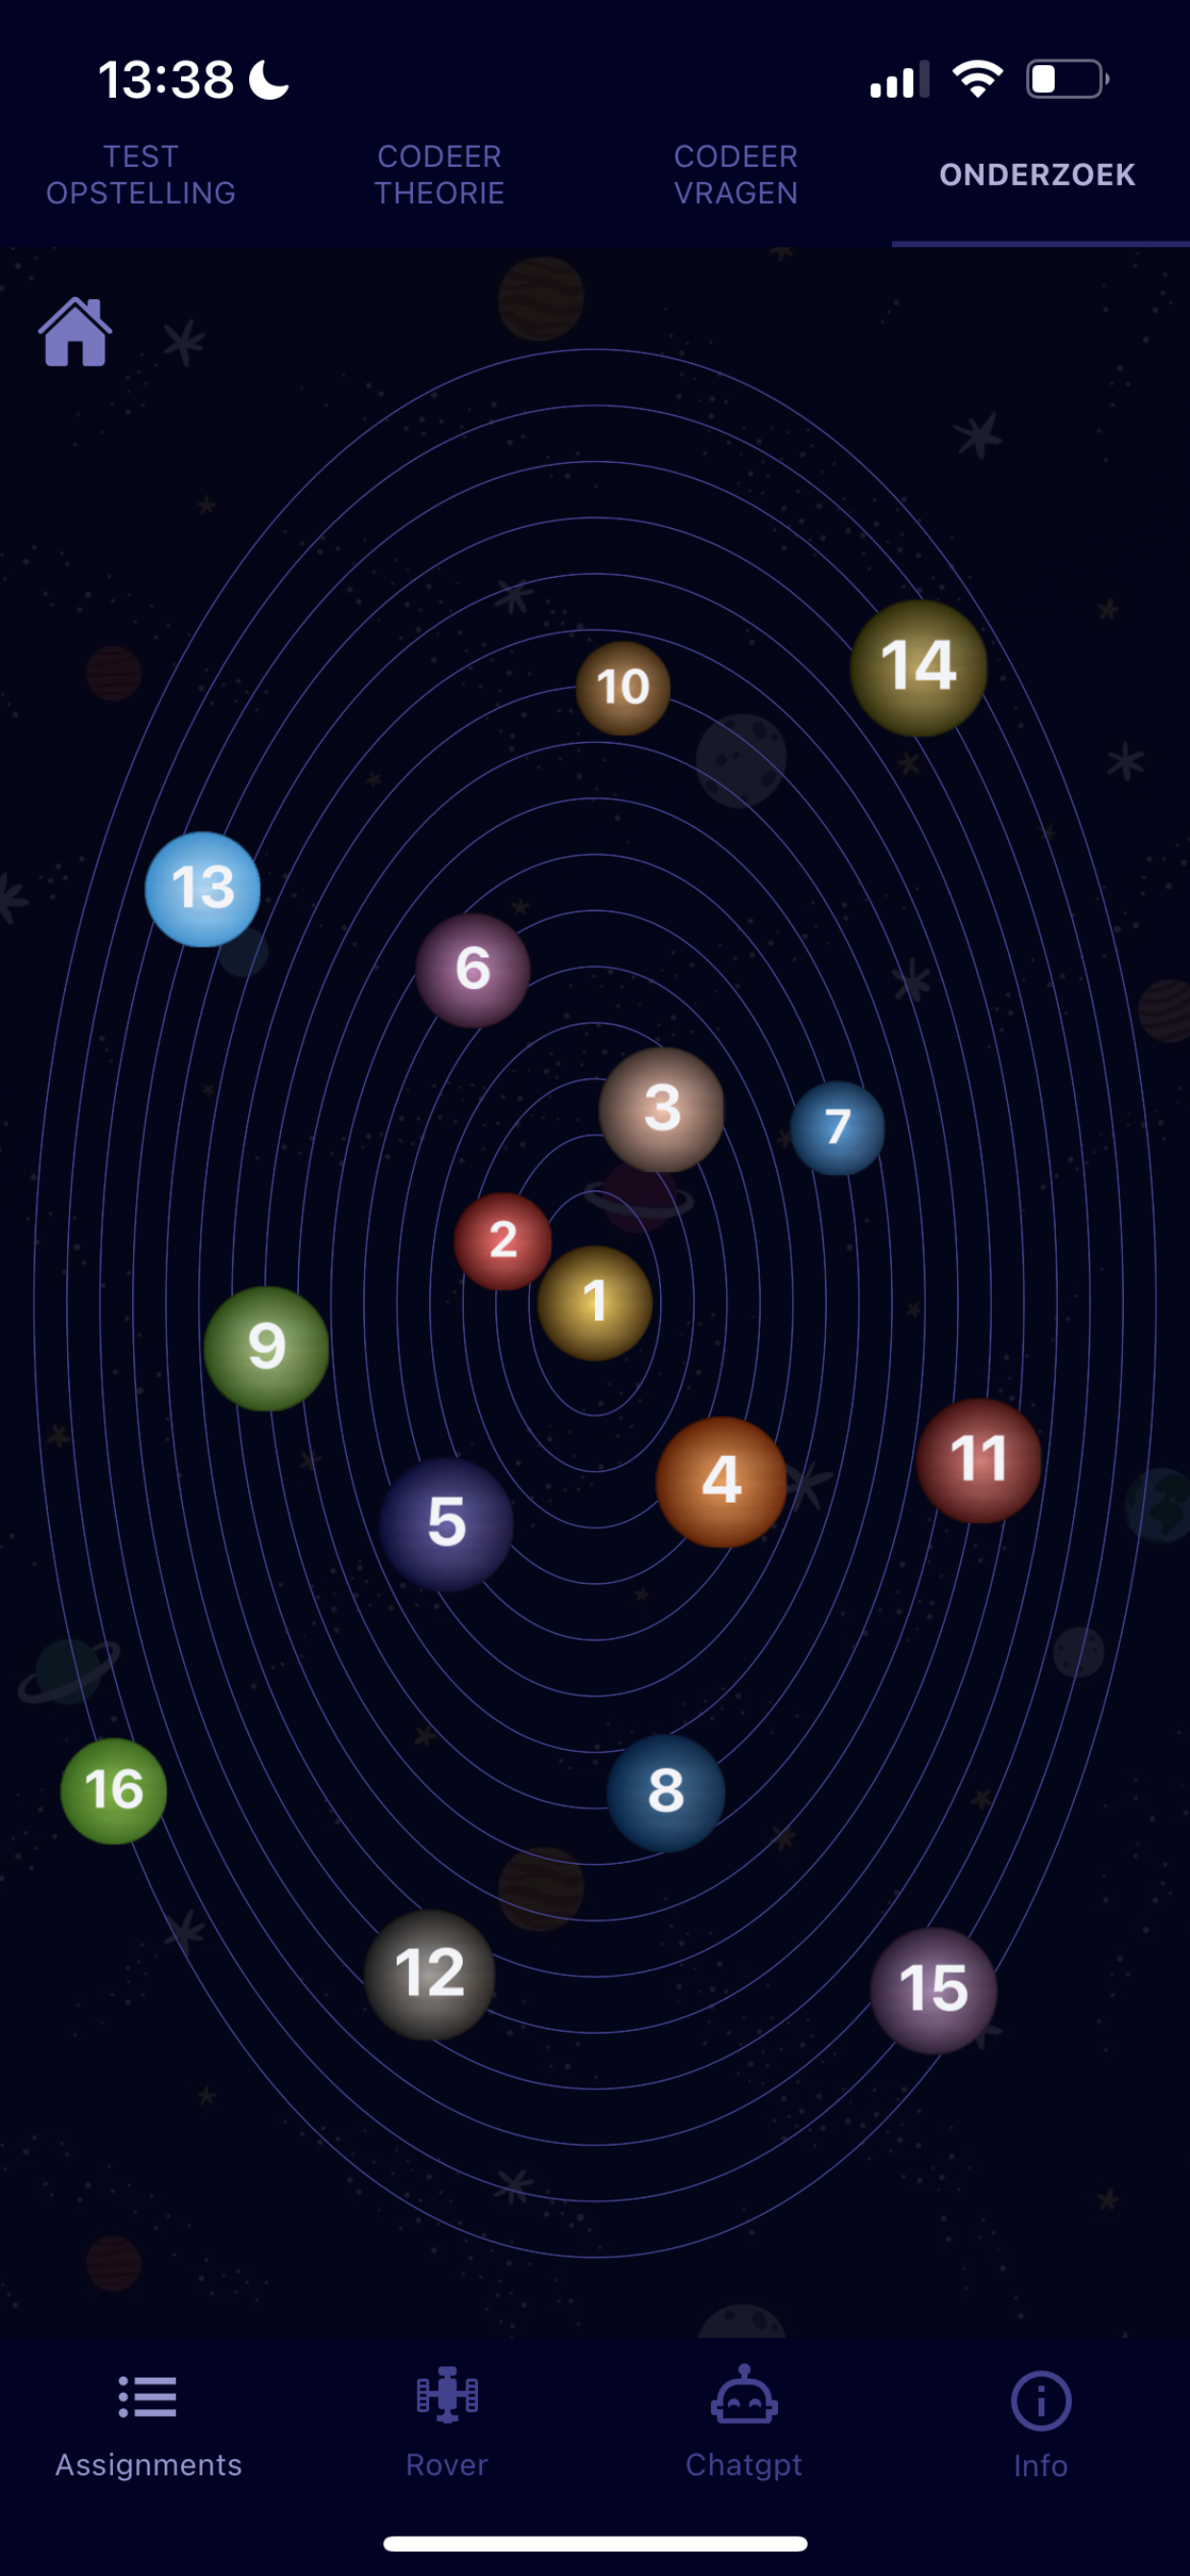 13:38
TEST
OPSTELLING
CODEER
THEORIE
CODEER
VRAGEN
ONDERZOEK
14
10
13
6
3
7
2
1
9
11
4
5
16
8
12
15
Assignments
Rover
Chatgpt
Info